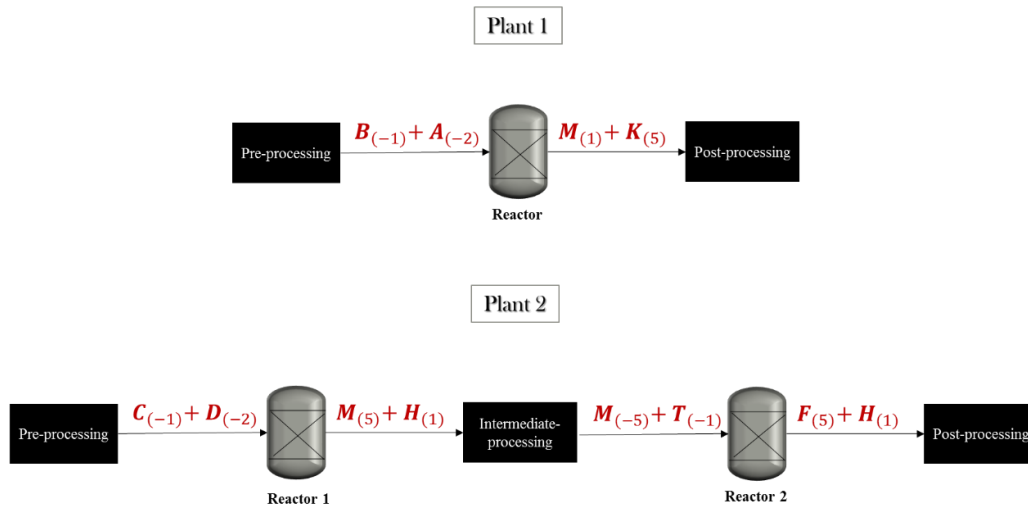 Plant 1
Pre-processing
B(−1) + A(−2)
Reactor
M(1) + K(5)
Post-processing
Plant 2
Pre-processing
C(−1) + D(−2)
Reactor 1
M(5) + H(1)
Intermediate-
processing
M(−5) + T(−1)
Reactor 2
F(5) + H(1)
Post-processing